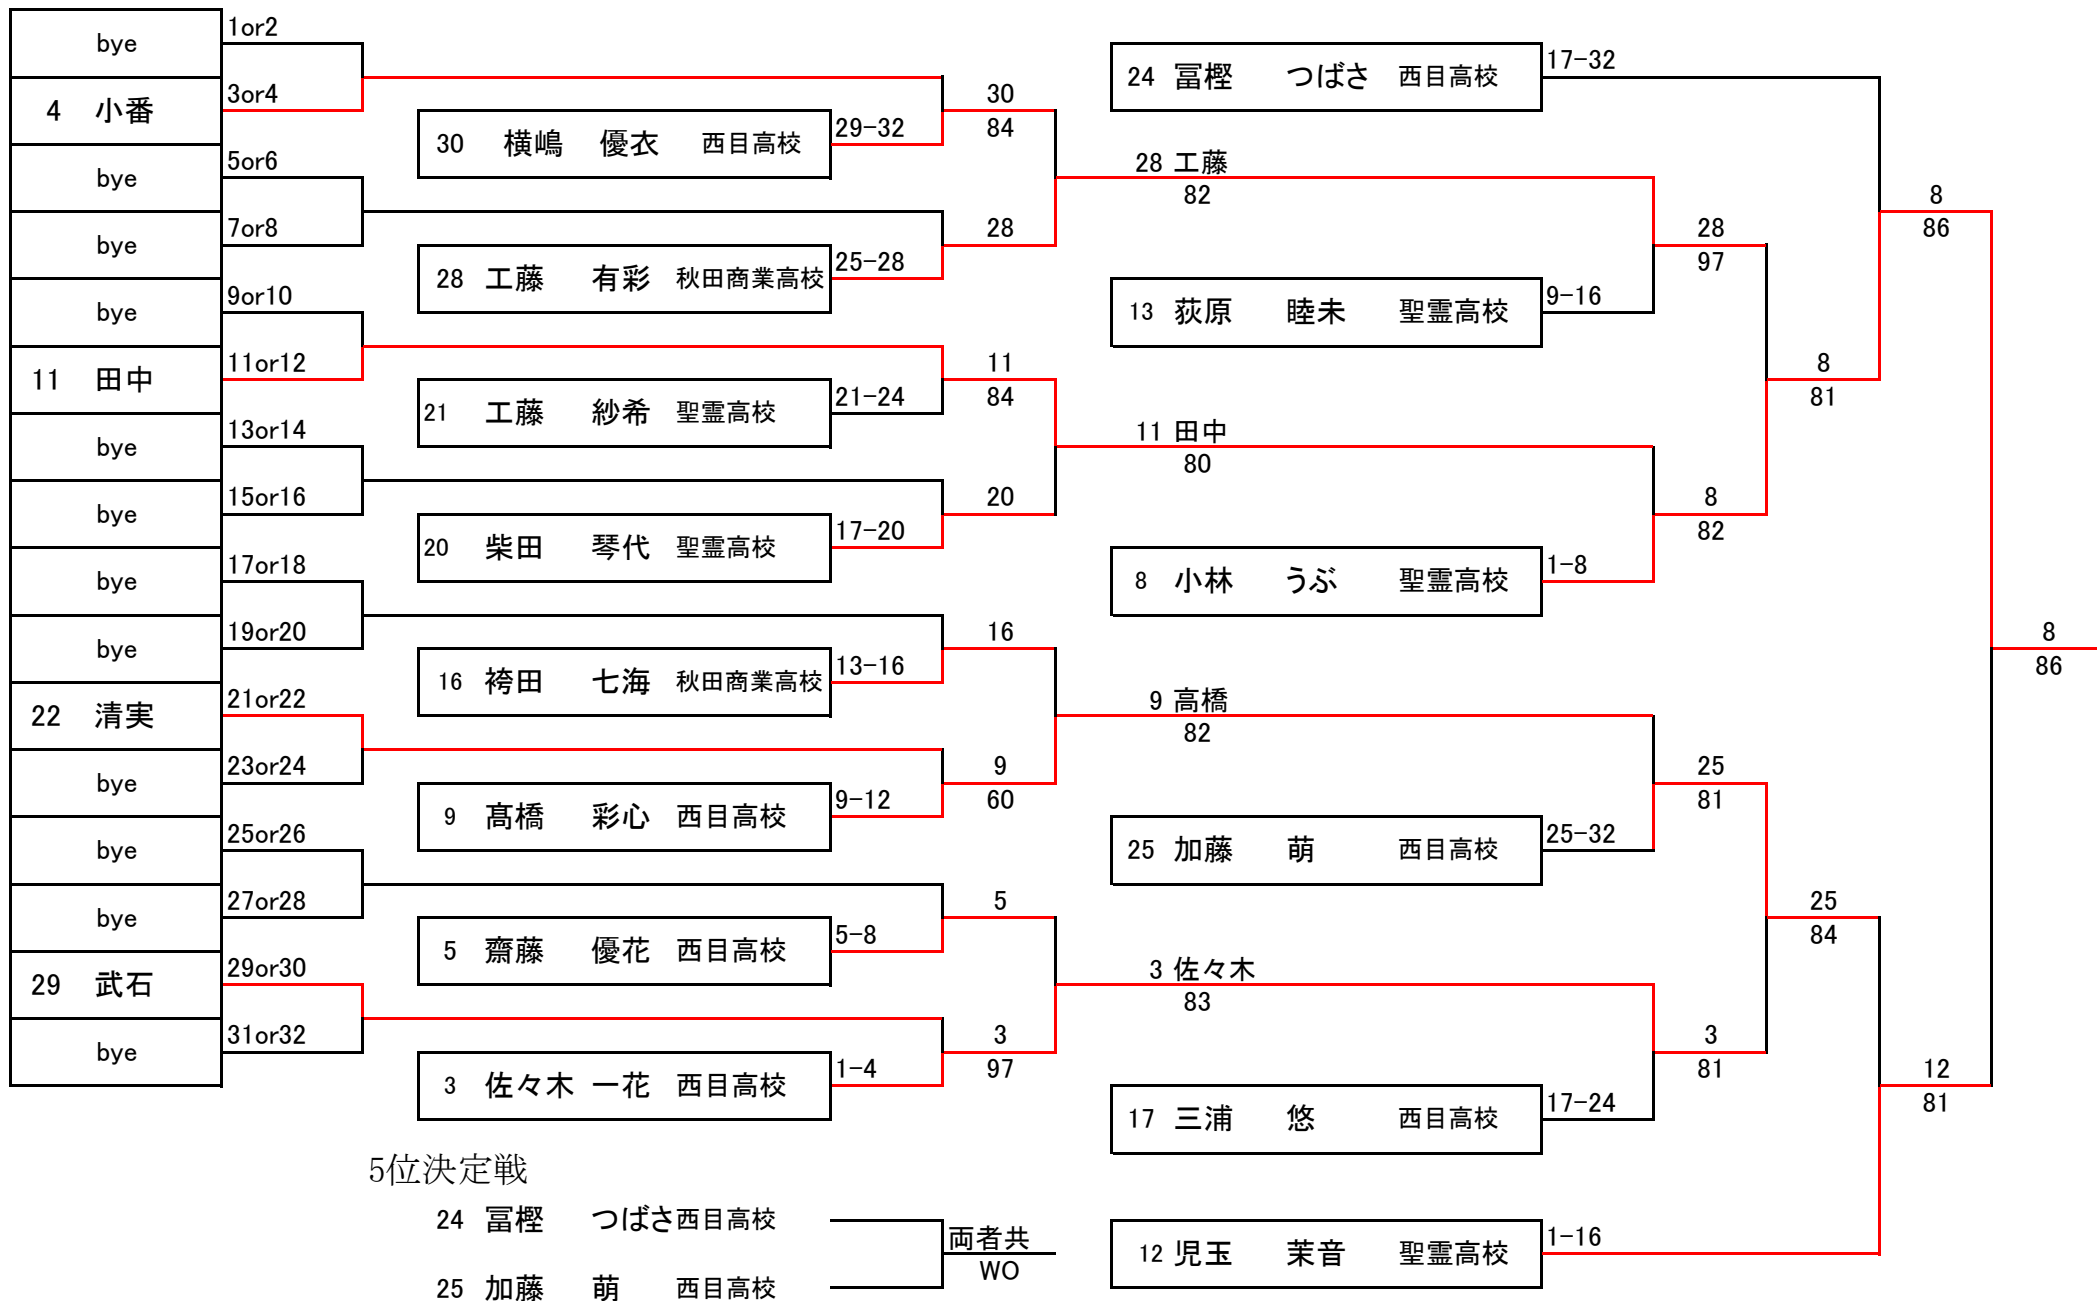 bye
1or2
4 小番
3or4
bye
5or6
bye
7or8
bye
9or10
11 田中
11or12
bye
13or14
bye
15or16
bye
17or18
bye
19or20
22 清実
21or22
bye
23or24
bye
25or26
bye
27or28
29 武石
29or30
bye
31or32
30 横嶋 優衣 西目高校
29-32
28 工藤 有彩 秋田商業高校
25-28
21 工藤 紗希 聖霊高校
21-24
20 柴田 琴代 聖霊高校
17-20
16 袴田 七海 秋田商業高校
13-16
9 髙橋 彩心 西目高校
9-12
5 齋藤 優花 西目高校
5-8
3 佐々木 一花 西目高校
1-4
30
84
28
11
84
20
16
9
60
5
3
97
24 冨樫 つばさ 西目高校
17-32
28 工藤
82
13 荻原 睦未 聖霊高校
9-16
11 田中
80
8 小林 うぶ 聖霊高校
1-8
9 高橋
82
25 加藤 萌 西目高校
25-32
3 佐々木
83
17 三浦 悠 西目高校
17-24
12 児玉 茉音 聖霊高校
1-16
28
97
8
82
25
81
3
81
8
81
25
84
8
86
12
81
8
86
5位決定戦
24 冨樫 つばさ 西目高校
25 加藤 萌 西目高校
両者共
WO